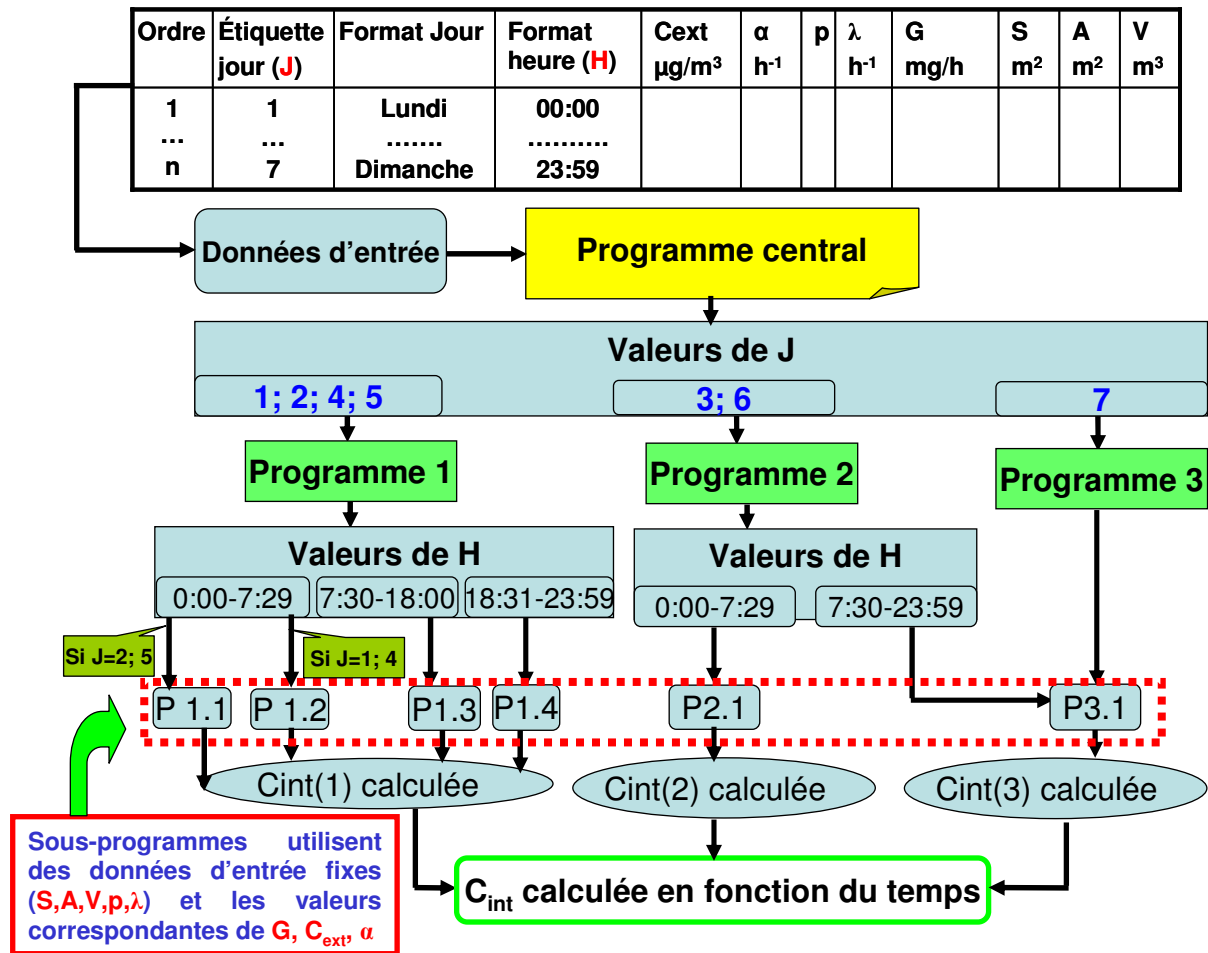 Ordre Étiquette jour (J) Format Jour Format heure (H) Cext µg/m³ α h⁻¹ p λ h⁻¹ G mg/h S m² A m² V m³
1 1 Lundi 00:00
... ... ....... ..........
n 7 Dimanche 23:59
Données d'entrée
Programme central
Valeurs de J
1; 2; 4; 5
3; 6
7
Programme 1
Programme 2
Programme 3
Valeurs de H
0:00-7:29
7:30-18:00
18:31-23:59
Valeurs de H
0:00-7:29
7:30-23:59
Si J=2; 5
Si J=1; 4
P 1.1
P 1.2
P1.3
P1.4
P2.1
P3.1
Cint(1) calculée
Cint(2) calculée
Cint(3) calculée
Sous-programmes utilisent
des données d'entrée fixes
(S,A,V,p,λ) et les valeurs
correspondantes de G, Cext, α
Cint calculée en fonction du temps